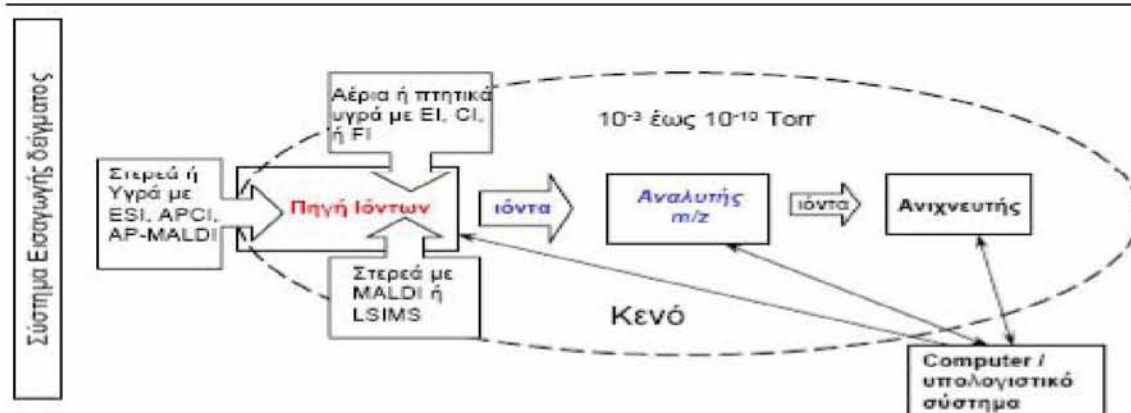 Σύστημα Εισαγωγής δείγματος
Αέρια ή πτητικά
υγρά με EI, CI,
ή FI
10⁻³ έως 10⁻¹⁰ Torr
Στερεά ή
Υγρά με
ESI, APCI,
AP-MALDI
Πηγή Ιόντων
ιόντα
Αναλυτής
m/z
ιόντα
Ανιχνευτής
Στερεά με
MALDI ή
LSIMS
Κενό
Computer /
υπολογιστικό
σύστημα